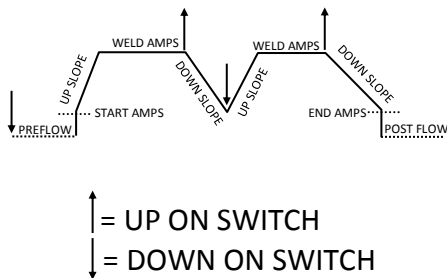 WELD AMPS
WELD AMPS
UP SLOPE
DOWN SLOPE
UP SLOPE
DOWN SLOPE
START AMPS
END AMPS
PREFLOW
POST FLOW
= UP ON SWITCH
= DOWN ON SWITCH